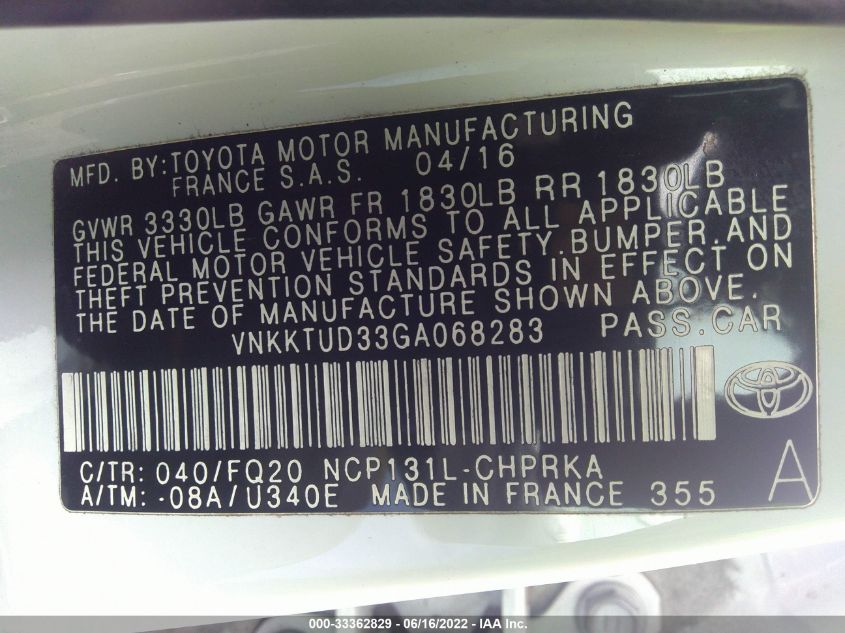 MFD. BY:TOYOTA MOTOR MANUFACTURING
FRANCE S.A.S. 04/16
GVWR 3330LB GAWR FR 1830LB RR 1830LB
THIS VEHICLE CONFORMS TO ALL APPLICABLE
FEDERAL MOTOR VEHICLE SAFETY,BUMPER,AND
THEFT PREVENTION STANDARDS IN EFFECT ON
THE DATE OF MANUFACTURE SHOWN ABOVE.
VNKKTUD33GA068283 PASS.CAR
C/TR: 040/FQ20 NCP131L-CHPRKA
A/TM: -08A/U340E MADE IN FRANCE 355
A
000-33362829 - 06/16/2022 - IAA Inc.